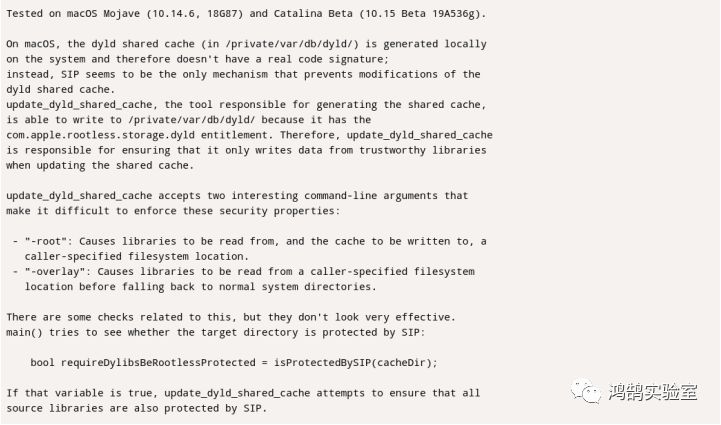 Tested on macOS Mojave (10.14.6, 18G87) and Catalina Beta (10.15 Beta 19A536g).
On macOS, the dyld shared cache (in /private/var/db/dyld/) is generated locally
on the system and therefore doesn't have a real code signature;
instead, SIP seems to be the only mechanism that prevents modifications of the
dyld shared cache.
update_dyld_shared_cache, the tool responsible for generating the shared cache,
is able to write to /private/var/db/dyld/ because it has the
com.apple.rootless.storage.dyld entitlement. Therefore, update_dyld_shared_cache
is responsible for ensuring that it only writes data from trustworthy libraries
when updating the shared cache.
update_dyld_shared_cache accepts two interesting command-line arguments that
make it difficult to enforce these security properties:
- "-root": Causes libraries to be read from, and the cache to be written to, a
caller-specified filesystem location.
- "-overlay": Causes libraries to be read from a caller-specified filesystem
location before falling back to normal system directories.
There are some checks related to this, but they don't look very effective.
main() tries to see whether the target directory is protected by SIP:
bool requireDylibsBeRootlessProtected = isProtectedBySIP(cacheDir);
If that variable is true, update_dyld_shared_cache attempts to ensure that all
source libraries are also protected by SIP.
鸿鹄实验室